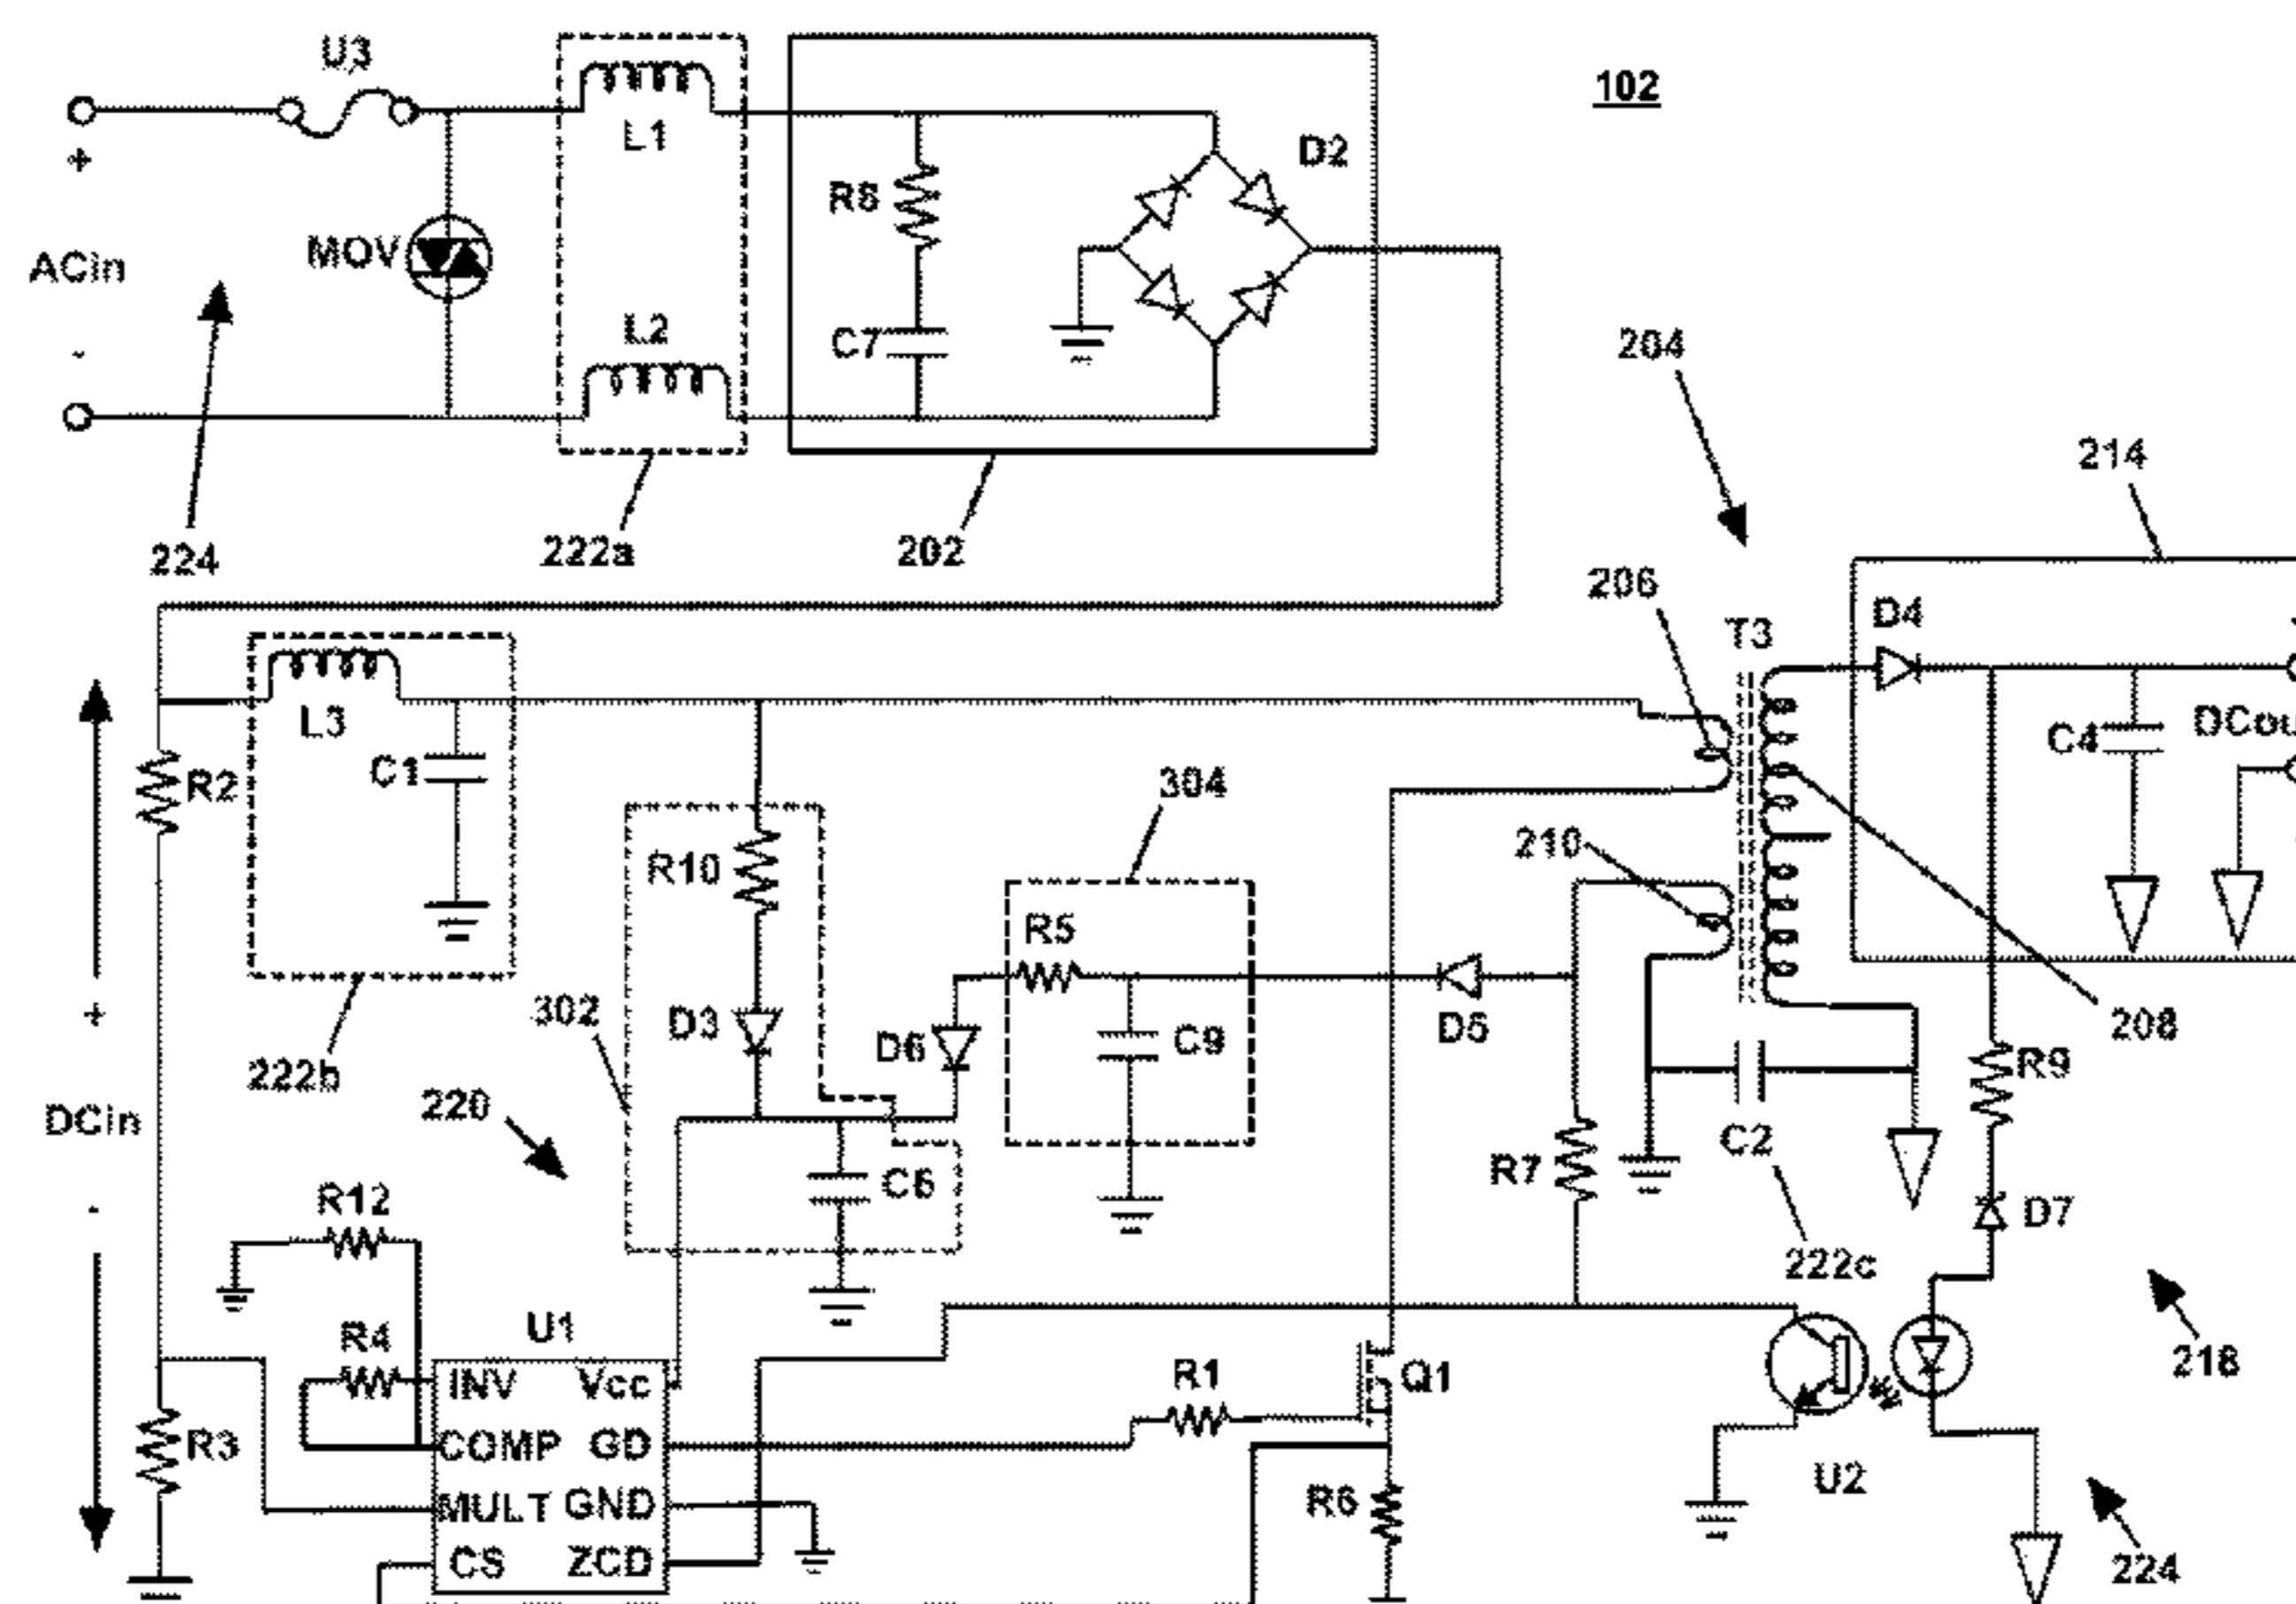 U3
102
L1
D2
R8
MOV
ACin
+
-
L2
C7
204
214
224
222a
202
206
D4
T3
L3
C1
R2
304
C4
DCou
R10
210
R5
302
D3
D6
C9
D5
208
222b
220
R9
+
DCin
-
C2
R7
C6
R12
D7
222c
U1
R4
218
INV
Vcc
R1
Q1
R3
COMP
GD
U2
MULT
GND
R6
CS
ZCD
224